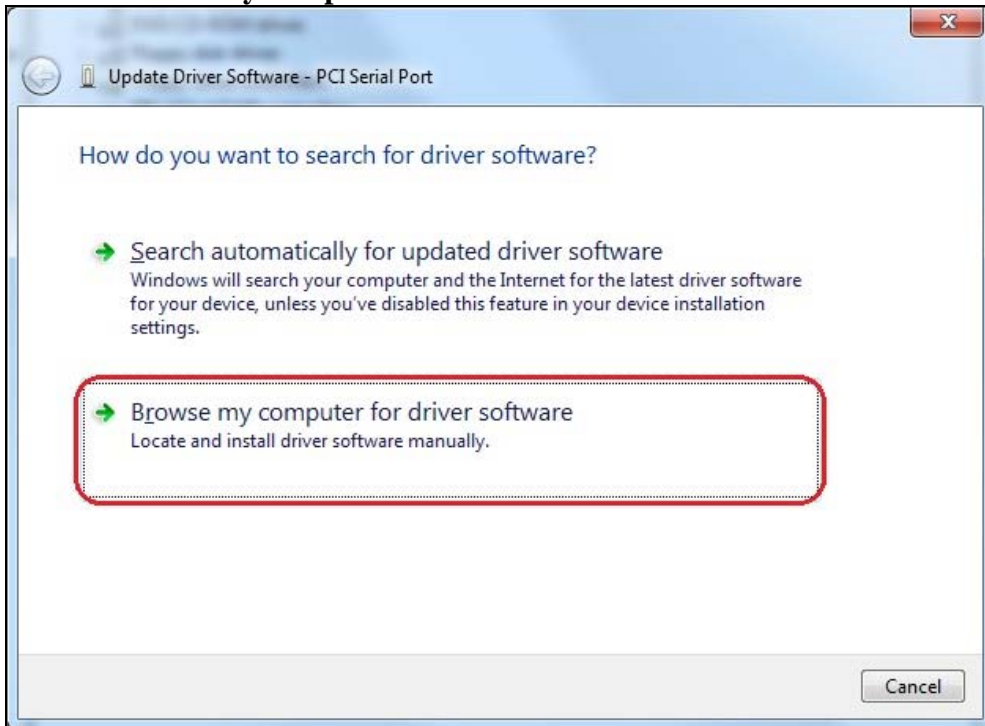 Update Driver Software - PCI Serial Port
How do you want to search for driver software?
Search automatically for updated driver software
Windows will search your computer and the Internet for the latest driver software
for your device, unless you've disabled this feature in your device installation
settings.
Browse my computer for driver software
Locate and install driver software manually.
Cancel